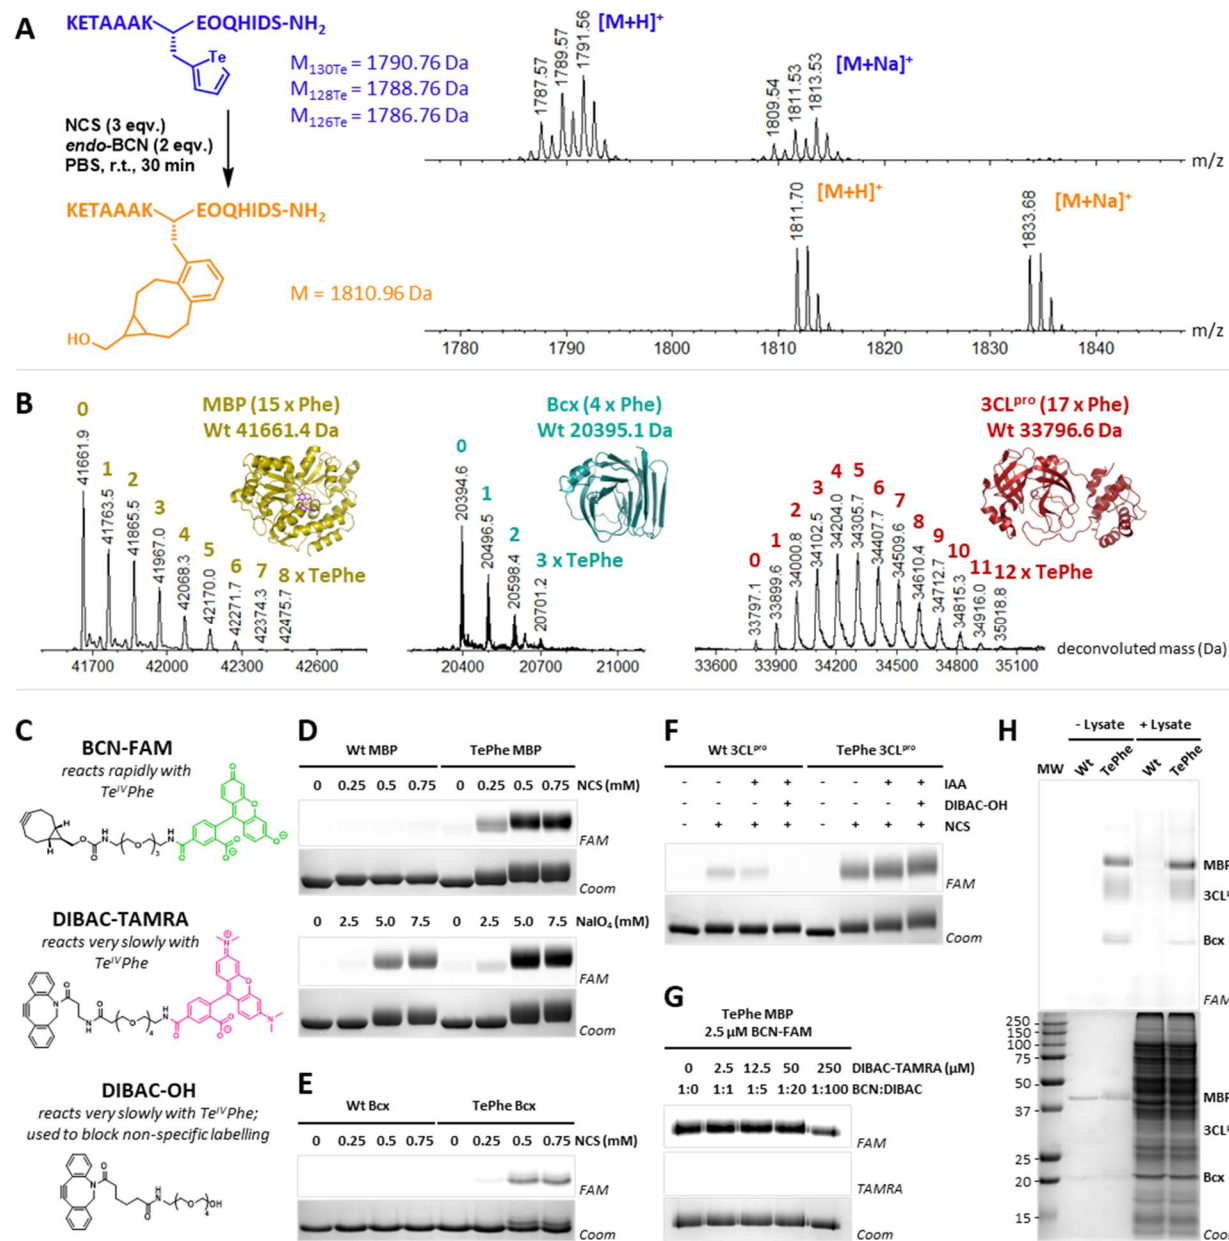 A
KETAAAK EOQHIDS-NH2
Te
M130Te = 1790.76 Da
M128Te = 1788.76 Da
M126Te = 1786.76 Da
NCS (3 eqv.)
endo-BCN (2 eqv.)
PBS, r.t., 30 min
KETAAAK EOQHIDS-NH2
HO
M = 1810.96 Da
1787.57 1789.57 1791.56
[M+H]+
1809.54 1811.53 1813.53
[M+Na]+
m/z
1811.70
[M+H]+
1833.68
[M+Na]+
m/z
1780 1790 1800 1810 1820 1830 1840
B
MBP (15 x Phe)
Wt 41661.4 Da
0 1 2 3 4 5 6 7 8 x TePhe
41661.9 41763.5 41865.5 41967.0 42068.3 42170.0 42271.7 42374.3 42475.7
41700 42000 42300 42600
Bcx (4 x Phe)
Wt 20395.1 Da
0 1 2 3 x TePhe
20394.6 20496.5 20598.4 20701.2
20400 20700 21000
3CLpro (17 x Phe)
Wt 33796.6 Da
0 1 2 3 4 5 6 7 8 9 10 11 12 x TePhe
33797.1 33899.6 34000.8 34102.5 34204.0 34305.7 34407.7 34509.6 34610.4 34712.7 34815.3 34916.0 35018.8
33600 33900 34200 34500 34800 35100
deconvoluted mass (Da)
C
BCN-FAM
reacts rapidly with
TeIVPhe
DIBAC-TAMRA
reacts very slowly with
TeIVPhe
DIBAC-OH
reacts very slowly with TeIVPhe;
used to block non-specific labelling
D
Wt MBP TePhe MBP
0 0.25 0.5 0.75 0 0.25 0.5 0.75 NCS (mM)
FAM
Coom
0 2.5 5.0 7.5 0 2.5 5.0 7.5 NaIO4 (mM)
FAM
Coom
E
Wt Bcx TePhe Bcx
0 0.25 0.5 0.75 0 0.25 0.5 0.75 NCS (mM)
FAM
Coom
F
Wt 3CLpro TePhe 3CLpro
- - + + - - + + IAA
- - - + - - - + DIBAC-OH
- + + + - + + + NCS
FAM
Coom
G
TePhe MBP
2.5 μM BCN-FAM
0 2.5 12.5 50 250 DIBAC-TAMRA (μM)
1:0 1:1 1:5 1:20 1:100 BCN:DIBAC
FAM
TAMRA
Coom
H
- Lysate + Lysate
MW Wt TePhe Wt TePhe
MBP
3CL
Bcx
FAM
250
150
100
75
50
37
25
20
15
MBP
3CL
Bcx
Coom